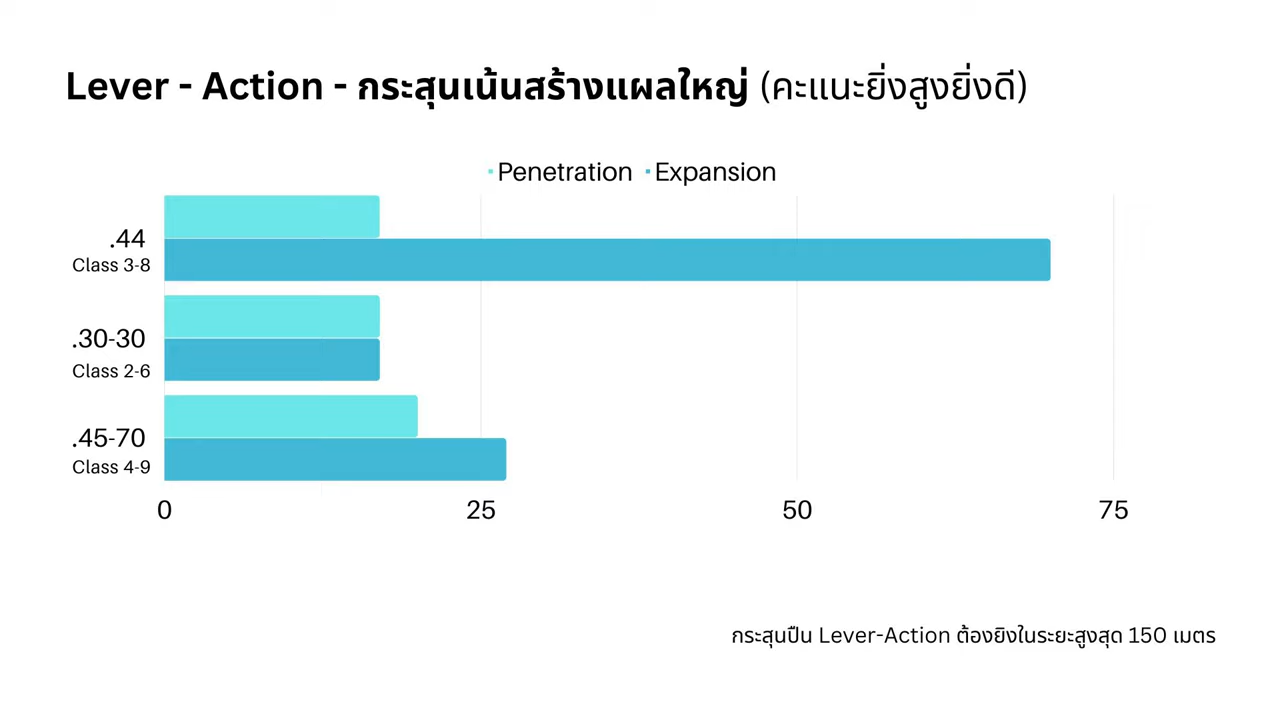 Lever - Action - กระสุนเน้นสร้างแผลใหญ่ (คะแนะยิ่งสูงยิ่งดี)
Penetration Expansion
.44
Class 3-8
.30-30
Class 2-6
.45-70
Class 4-9
0 25 50 75
กระสุนปืน Lever-Action ต้องยิงในระยะสูงสุด 150 เมตร